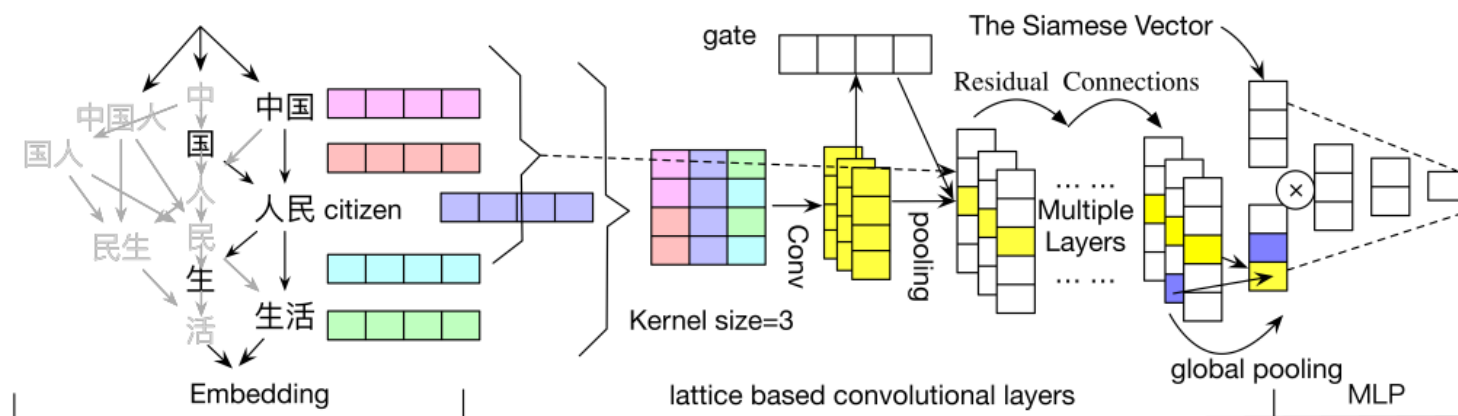 中
中国人
国人
国
人
民生
民
生
活
中国
人民 citizen
生活
Embedding
gate
Kernel size=3
Conv
pooling
lattice based convolutional layers
Residual Connections
... ...
Multiple
Layers
... ...
The Siamese Vector
×
global pooling
MLP